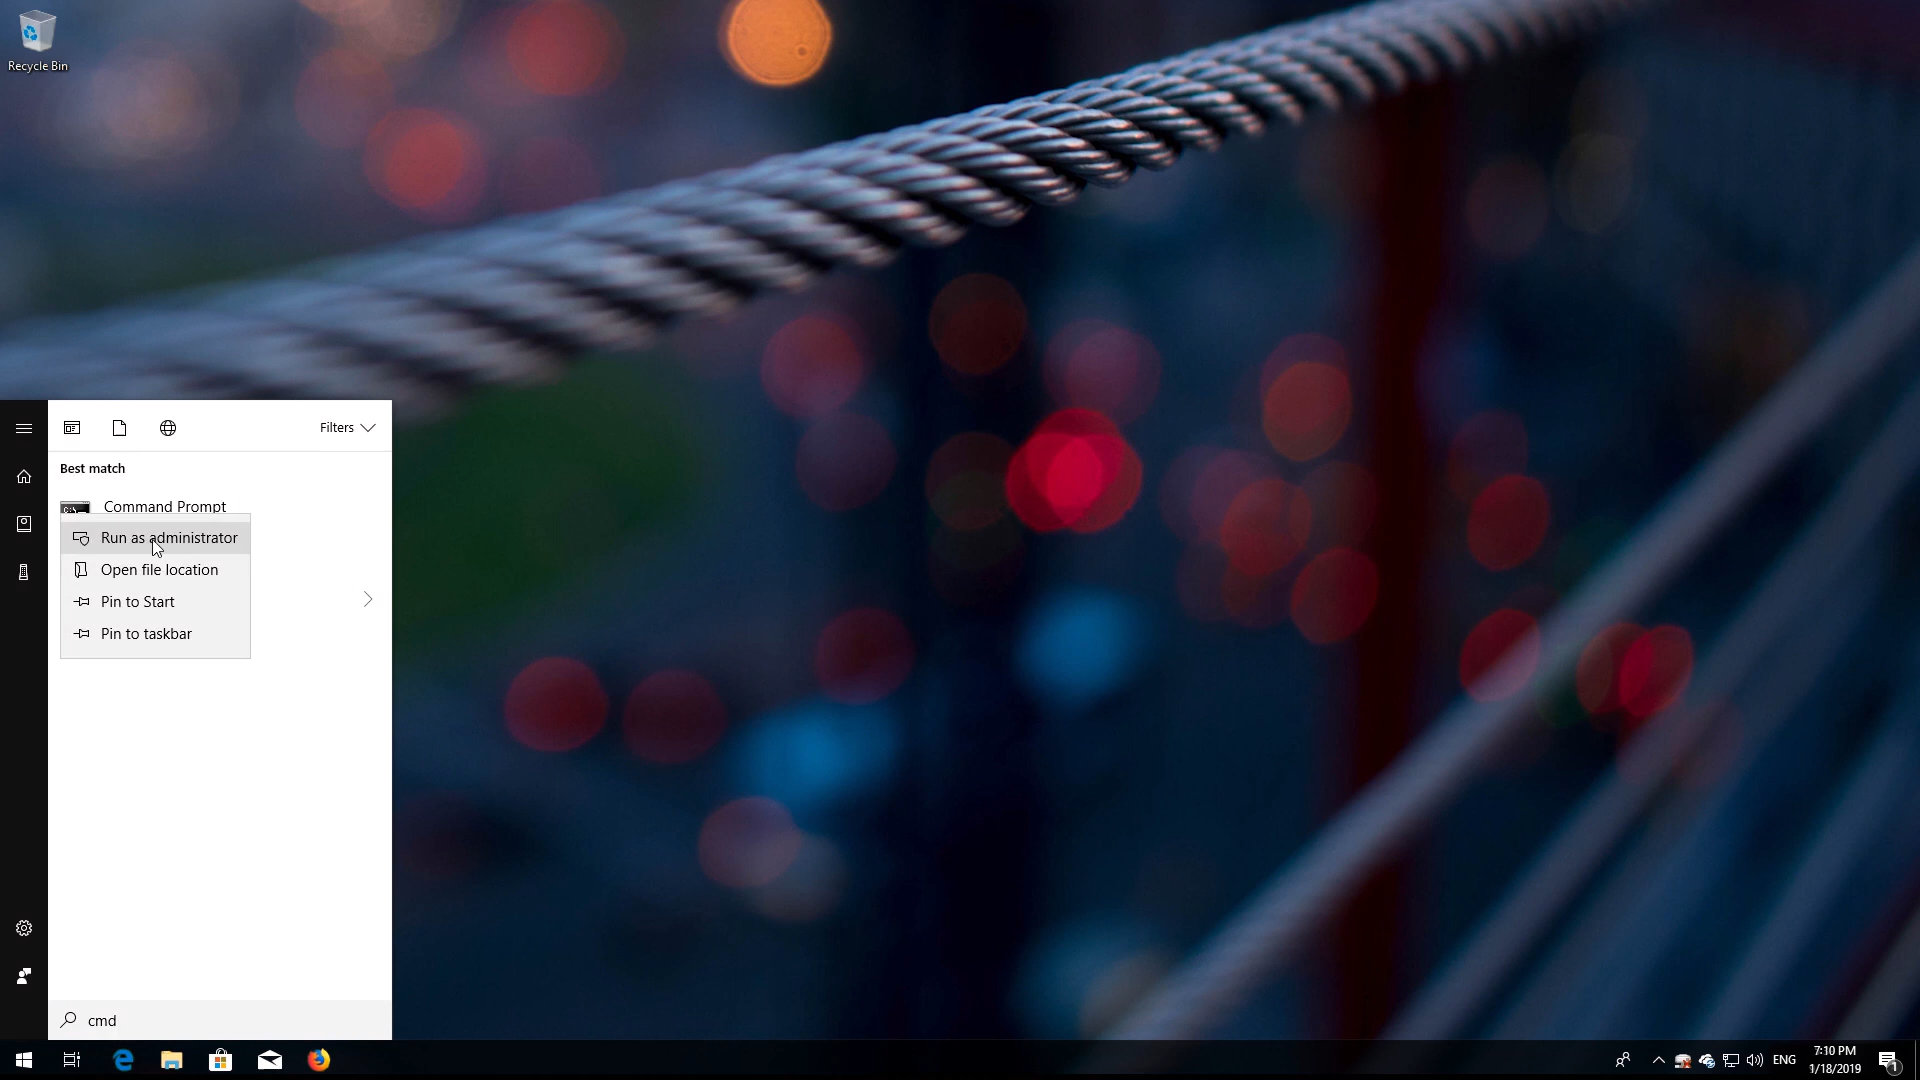 Recycle Bin
Filters
Best match
Command Prompt
Run as administrator
Open file location
Pin to Start
Pin to taskbar
cmd
ENG
7:10 PM
1/18/2019
1